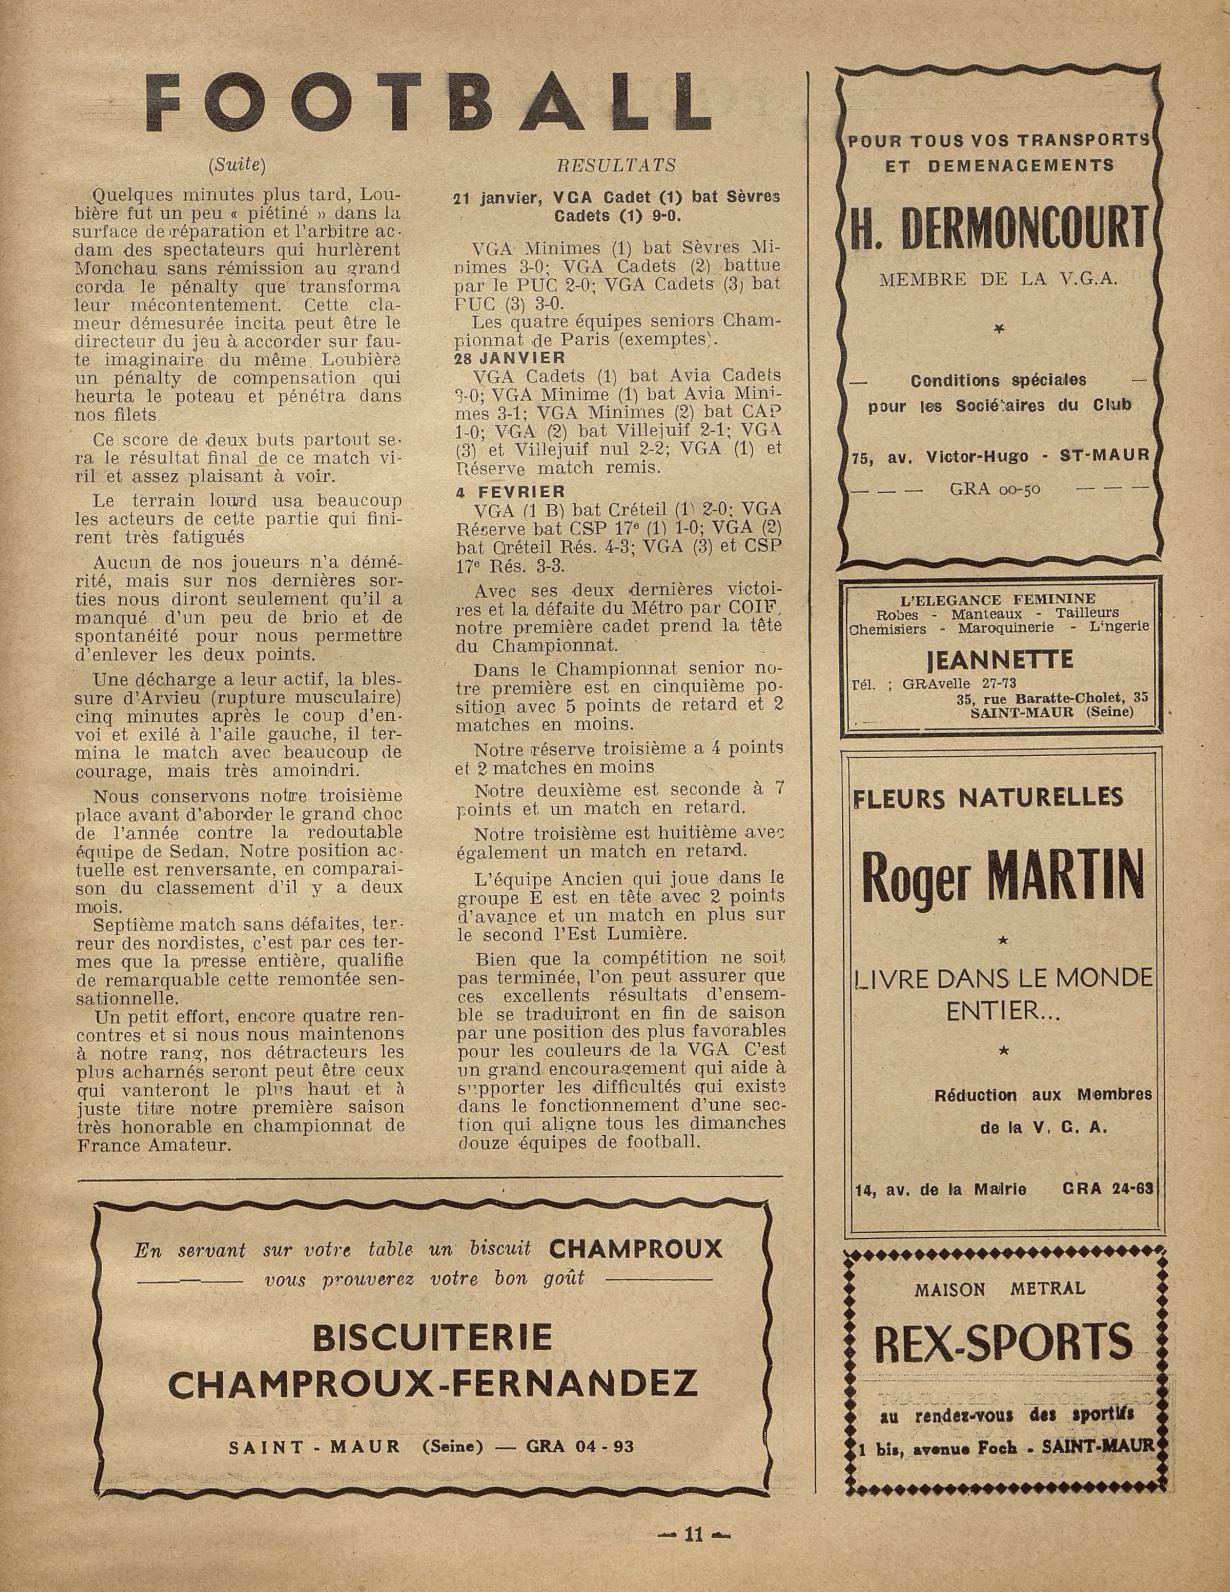 FOOTBALL
(Suite)
Quelques minutes plus tard, Lou-
bière fut un peu « piétiné » dans la
surface de réparation et l'arbitre ac-
dam des spectateurs qui hurlèrent
Monchau sans rémission au grand
corda le pénalty que transforma
leur mécontentement. Cette cla-
meur démesurée incita peut être le
directeur du jeu à accorder sur fau-
te imaginaire du même Loubière
un pénalty de compensation qui
heurta le poteau et pénétra dans
nos filets
Ce score de deux buts partout se-
ra le résultat final de ce match vi-
ril et assez plaisant à voir.
Le terrain lourd usa beaucoup
les acteurs de cette partie qui fini-
rent très fatigués
Aucun de nos joueurs n'a démé-
rité, mais sur nos dernières sor-
ties nous diront seulement qu'il a
manqué d'un peu de brio et de
spontanéité pour nous permettre
d'enlever les deux points.
Une décharge a leur actif, la bles-
sure d'Arvieu (rupture musculaire)
cinq minutes après le coup d'en-
voi et exilé à l'aile gauche, il ter-
mina le match avec beaucoup de
courage, mais très amoindri.
Nous conservons notre troisième
place avant d'aborder le grand choc
de l'année contre la redoutable
équipe de Sedan. Notre position ac-
tuelle est renversante, en comparai-
son du classement d'il y a deux
mois.
Septième match sans défaites, ter-
reur des nordistes, c'est par ces ter-
mes que la presse entière, qualifie
de remarquable cette remontée sen-
sationnelle.
Un petit effort, encore quatre ren-
contres et si nous nous maintenons
à notre rang, nos détracteurs les
plus acharnés seront peut être ceux
qui vanteront le plus haut et à
juste titre notre première saison
très honorable en championnat de
France Amateur.
RESULTATS
21 janvier, VGA Cadet (1) bat Sèvres
Cadets (1) 9-0.
VGA Minimes (1) bat Sèvres Mi-
nimes 3-0; VGA Cadets (2) battue
par le PUC 2-0; VGA Cadets (3) bat
PUC (3) 3-0.
Les quatre équipes seniors Cham-
pionnat de Paris (exemptes).
28 JANVIER
VGA Cadets (1) bat Avia Cadets
-0; VGA Minime (1) bat Avia Mini-
mes 3-1; VGA Minimes (2) bat CAP
1-0; VGA (2) bat Villejuif 2-1; VGA
(3) et Villejuif nul 2-2; VGA (1) et
Réserve match remis.
4 FEVRIER
VGA (1 B) bat Créteil (1) 2-0; VGA
Réserve bat CSP 17e (1) 1-0; VGA (2)
bat Créteil Rés. 4-3; VGA (3) et CSP
17e Rés. 3-3.
Avec ses deux dernières victoi-
res et la défaite du Métro par COIF,
notre première cadet prend la tête
du Championnat.
Dans le Championnat senior no-
tre première est en cinquième po-
sition avec 5 points de retard et 2
matches en moins.
Notre réserve troisième a 4 points
et 2 matches en moins
Notre deuxième est seconde à 7
points et un match en retard.
Notre troisième est huitième avec
également un match en retard.
L'équipe Ancien qui joue dans le
groupe E est en tête avec 2 points
d'avance et un match en plus sur
le second l'Est Lumière.
Bien que la compétition ne soit
pas terminée, l'on peut assurer que
ces excellents résultats d'ensem-
ble se traduiront en fin de saison
par une position des plus favorables
pour les couleurs de la VGA C'est
un grand encouragement qui aide à
supporter les difficultés qui existe
dans le fonctionnement d'une sec-
tion qui aligne tous les dimanches
douze équipes de football.
En servant sur votre table un biscuit CHAMPROUX
vous prouverez votre bon goût
BISCUITERIE
CHAMPROUX-FERNANDEZ
SAINT - MAUR (Seine) — GRA 04 - 93
POUR TOUS VOS TRANSPORTS
ET DEMENAGEMENTS
H. DERMONCOURT
MEMBRE DE LA V.G.A.
★
— Conditions spéciales —
pour les Sociétaires du Club
75, av. Victor-Hugo - ST-MAUR
— — — GRA 00-50 — — —
L'ELEGANCE FEMININE
Robes - Manteaux - Tailleurs
Chemisiers - Maroquinerie - L'ngerie
JEANNETTE
Tél. ; GRAvelle 27-73
35, rue Baratte-Cholet, 35
SAINT-MAUR (Seine)
FLEURS NATURELLES
Roger MARTIN
★
LIVRE DANS LE MONDE
ENTIER...
★
Réduction aux Membres
de la V. G. A.
14, av. de la Mairie GRA 24-63
MAISON METRAL
REX-SPORTS
au rendez-vous des sportifs
1 bis, avenue Foch - SAINT-MAUR
— 11 —